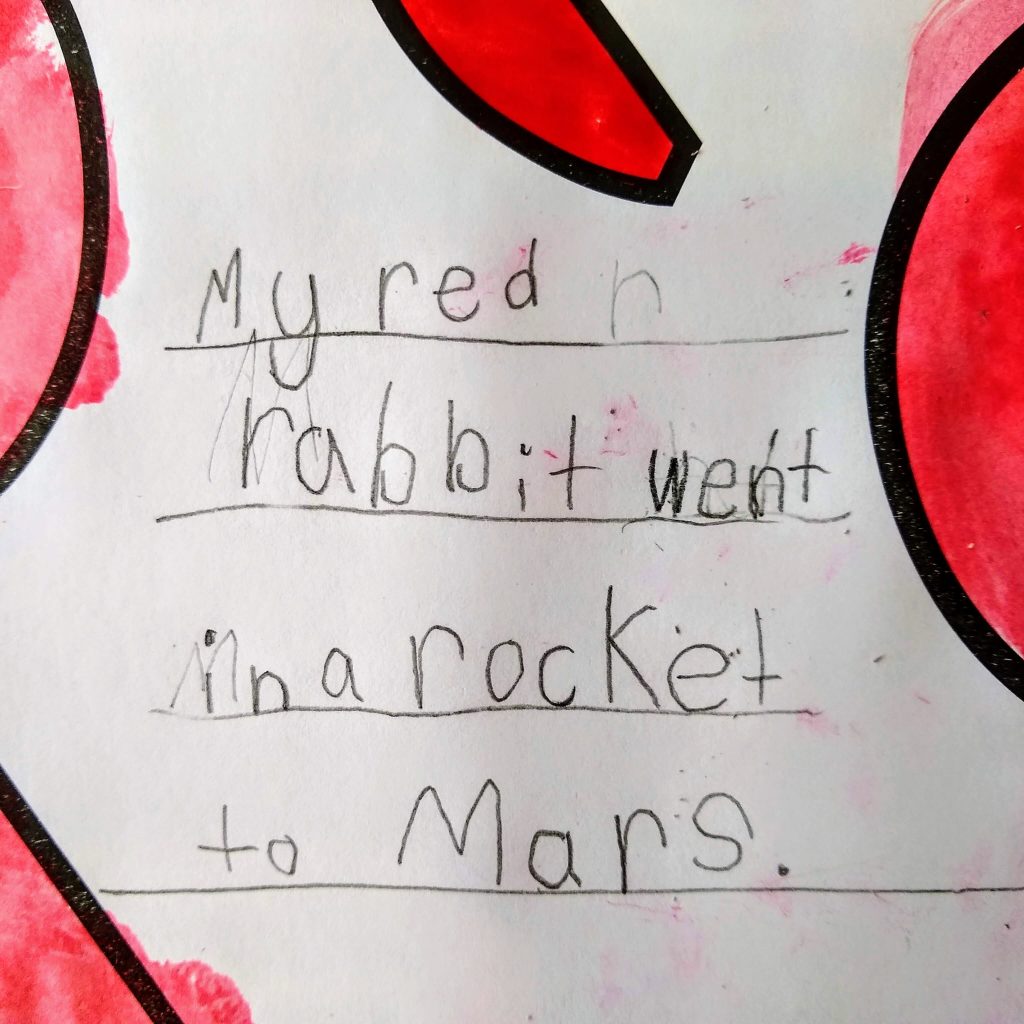 My red
rabbit went
in a rocket
to Mars.